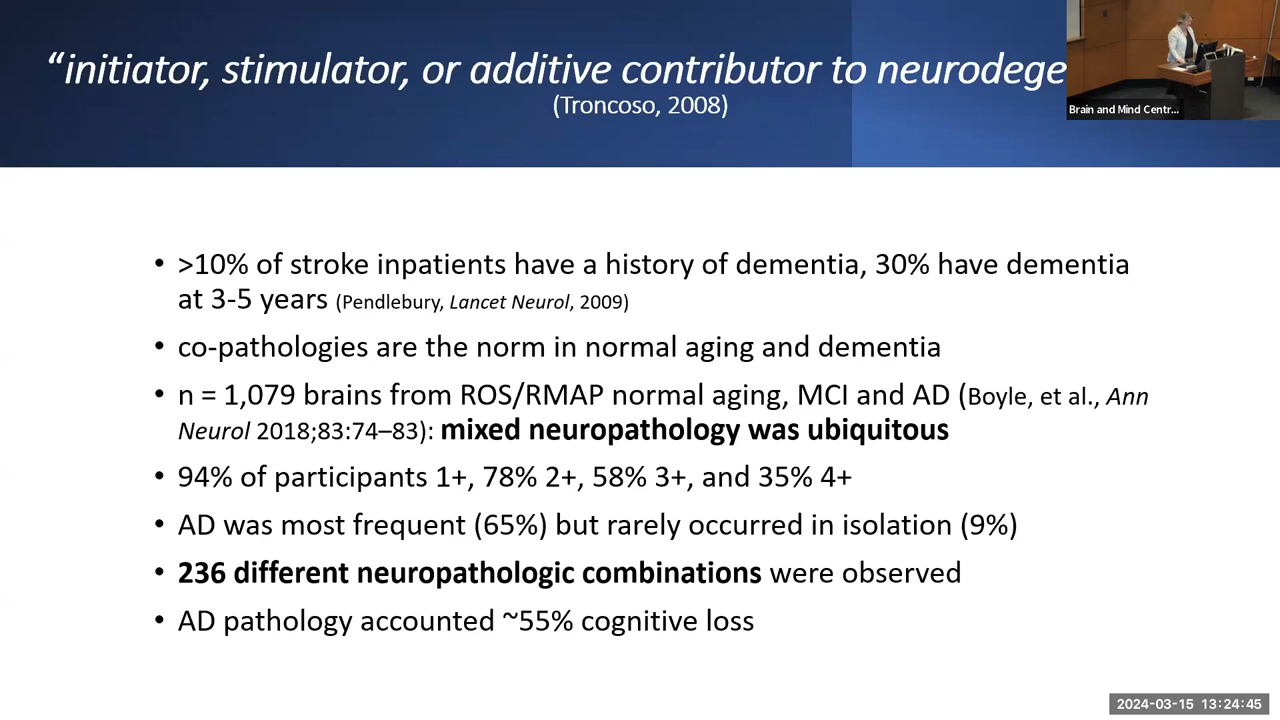 “initiator, stimulator, or additive contributor to neurodege
(Troncoso, 2008)
Brain and Mind Centr...
• >10% of stroke inpatients have a history of dementia, 30% have dementia
at 3-5 years (Pendlebury, Lancet Neurol, 2009)
• co-pathologies are the norm in normal aging and dementia
• n = 1,079 brains from ROS/RMAP normal aging, MCI and AD (Boyle, et al., Ann
Neurol 2018;83:74–83): mixed neuropathology was ubiquitous
• 94% of participants 1+, 78% 2+, 58% 3+, and 35% 4+
• AD was most frequent (65%) but rarely occurred in isolation (9%)
• 236 different neuropathologic combinations were observed
• AD pathology accounted ~55% cognitive loss
2024-03-15 13:24:45